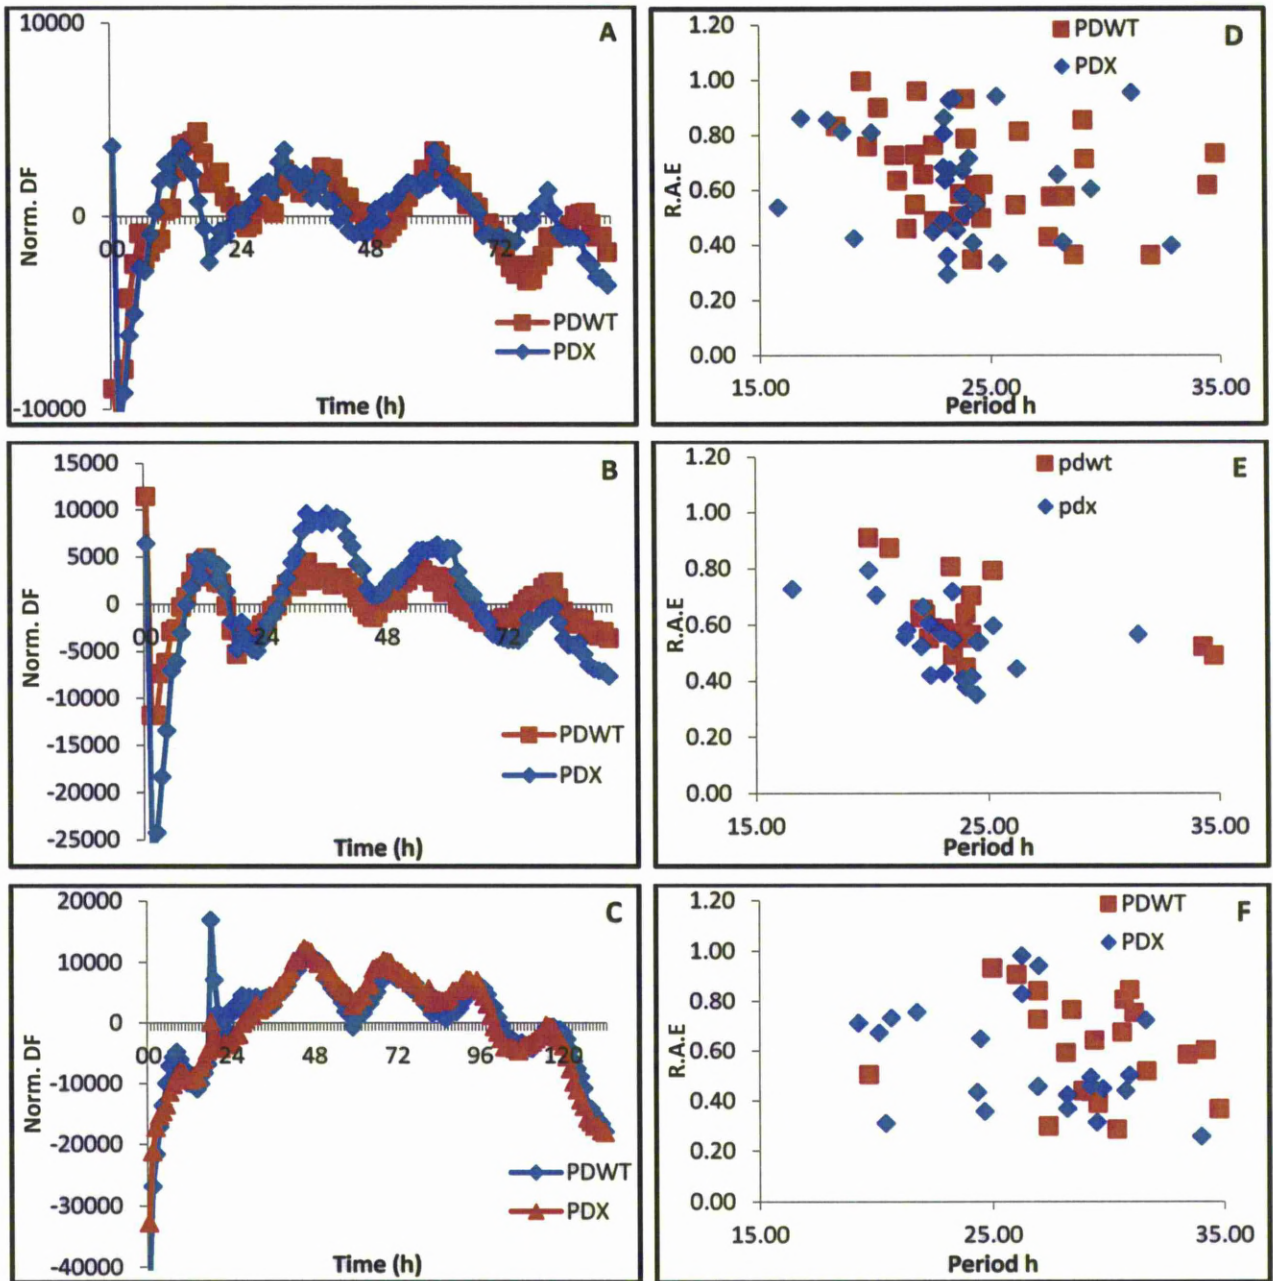 10000
A
Norm. DF
0
00
24
48
72
PDWT
PDX
-10000
Time (h)
1.20
PDWT
D
PDX
1.00
0.80
R.A.E
0.60
0.40
0.20
0.00
15.00
25.00
35.00
Period h
15000
B
10000
5000
Norm. DF
0
00
24
48
72
-5000
-10000
PDWT
-15000
PDX
-20000
-25000
Time (h)
1.20
pdwt
E
pdx
1.00
0.80
R.A.E
0.60
0.40
0.20
0.00
15.00
25.00
35.00
Period h
20000
C
10000
Norm. DF
0
00
24
48
72
96
120
-10000
-20000
PDWT
-30000
PDX
-40000
Time (h)
1.20
PDWT
F
PDX
1.00
0.80
R.A.E
0.60
0.40
0.20
0.00
15.00
25.00
35.00
Period h